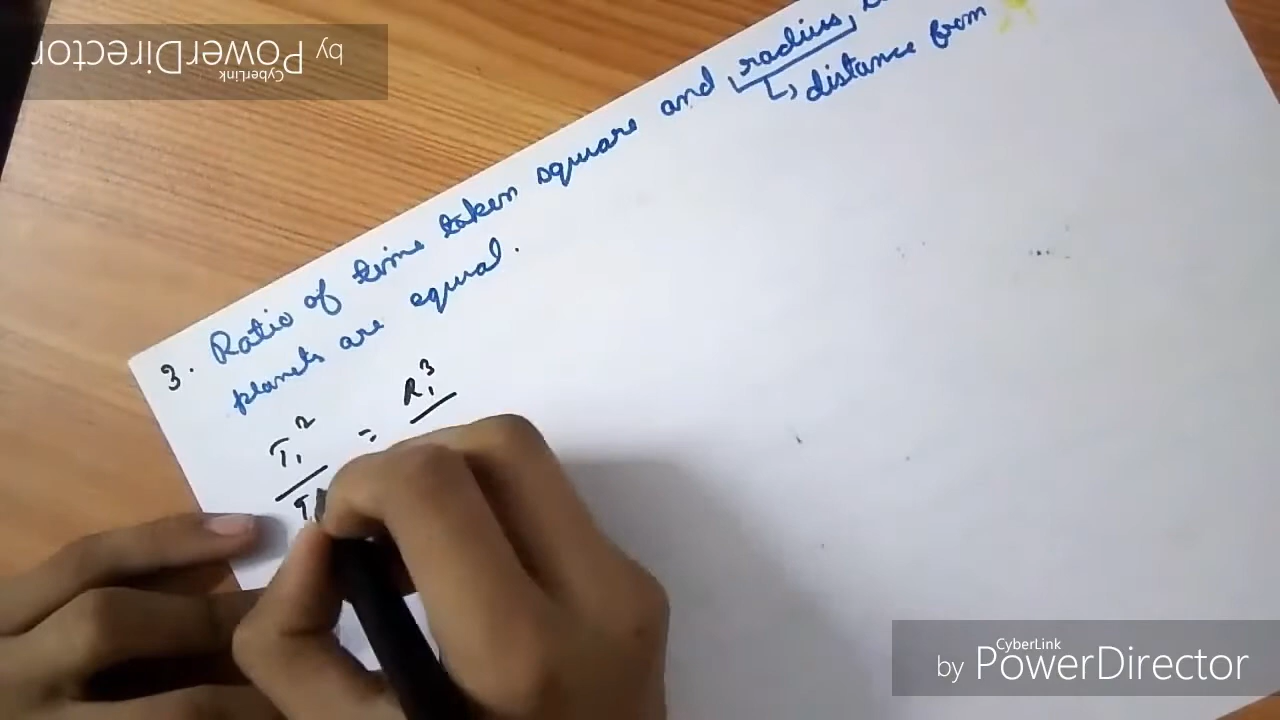 by CyberLink PowerDirector
3. Ratio of time taken square and radius,
↳ distance from
planets are equal.
T₁² = R₁³
T
by CyberLink PowerDirector